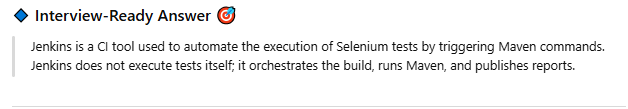 🔷 Interview-Ready Answer 🎯
Jenkins is a CI tool used to automate the execution of Selenium tests by triggering Maven commands.
Jenkins does not execute tests itself; it orchestrates the build, runs Maven, and publishes reports.